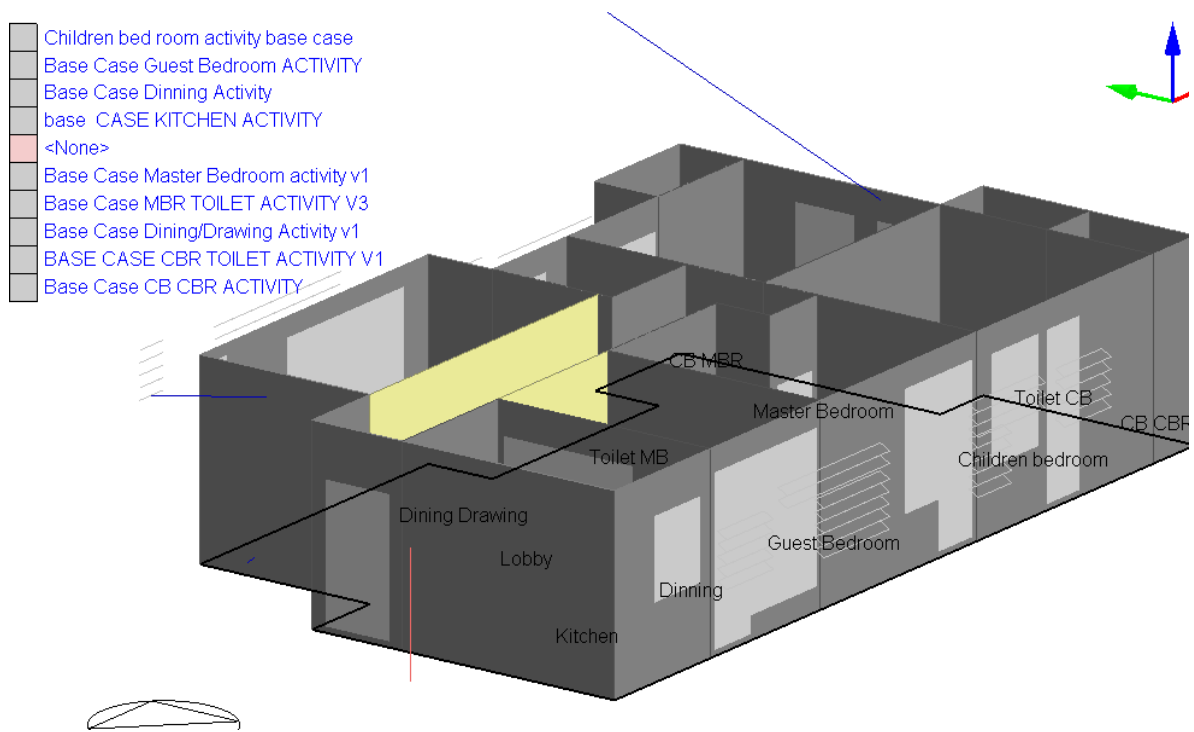 Children bed room activity base case
Base Case Guest Bedroom ACTIVITY
Base Case Dinning Activity
base  CASE KITCHEN ACTIVITY
<None>
Base Case Master Bedroom activity v1
Base Case MBR TOILET ACTIVITY V3
Base Case Dining/Drawing Activity v1
BASE CASE CBR TOILET ACTIVITY V1
Base Case CB CBR ACTIVITY
CB MBR
Master Bedroom
Toilet CB
CB CBR
Toilet MB
Children bedroom
Dining Drawing
Lobby
Guest Bedroom
Dinning
Kitchen